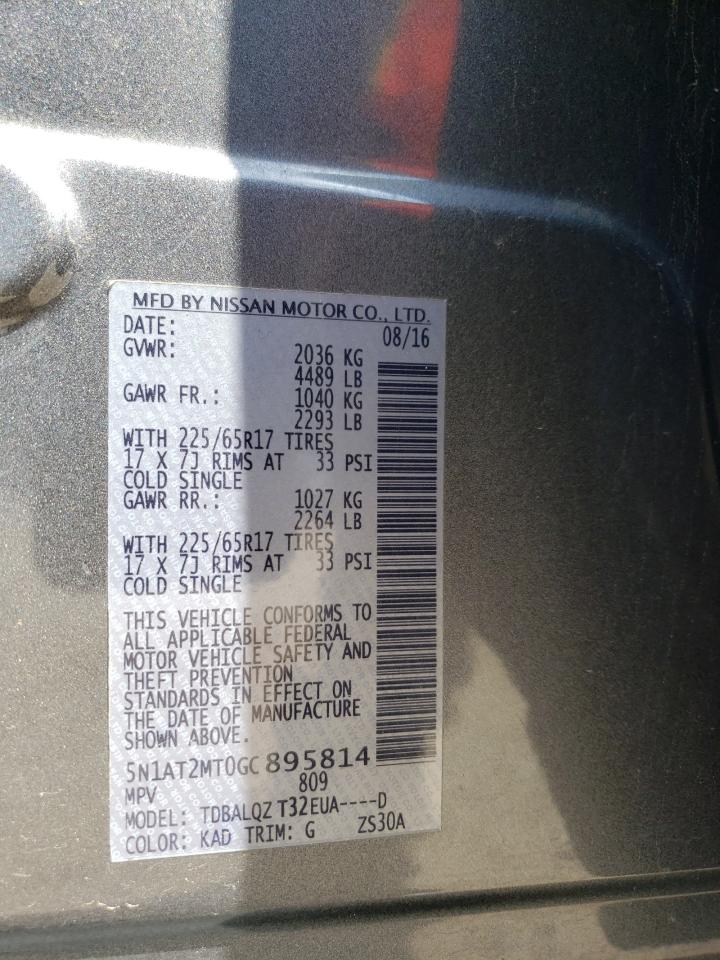 MFD BY NISSAN MOTOR CO., LTD.
DATE: 08/16
GVWR: 2036 KG
4489 LB
GAWR FR.: 1040 KG
2293 LB
WITH 225/65R17 TIRES
17 X 7J RIMS AT 33 PSI
COLD SINGLE
GAWR RR.: 1027 KG
2264 LB
WITH 225/65R17 TIRES
17 X 7J RIMS AT 33 PSI
COLD SINGLE
THIS VEHICLE CONFORMS TO
ALL APPLICABLE FEDERAL
MOTOR VEHICLE SAFETY AND
THEFT PREVENTION
STANDARDS IN EFFECT ON
THE DATE OF MANUFACTURE
SHOWN ABOVE.
5N1AT2MT0GC895814
MPV 809
MODEL: TDBALQZ T32EUA----D
COLOR: KAD TRIM: G ZS30A